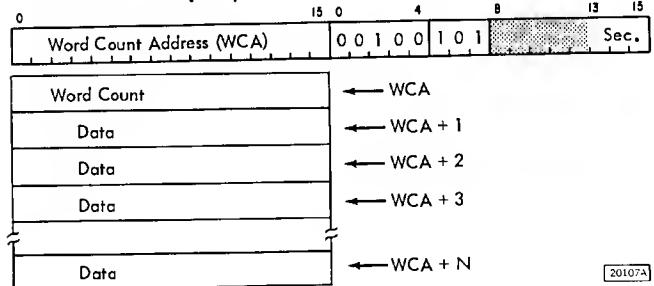 0 15 0 4 8 13 15
Word Count Address (WCA) 0 0 1 0 0 1 0 1 Sec.
Word Count WCA
Data WCA + 1
Data WCA + 2
Data WCA + 3
Data WCA + N
20107A